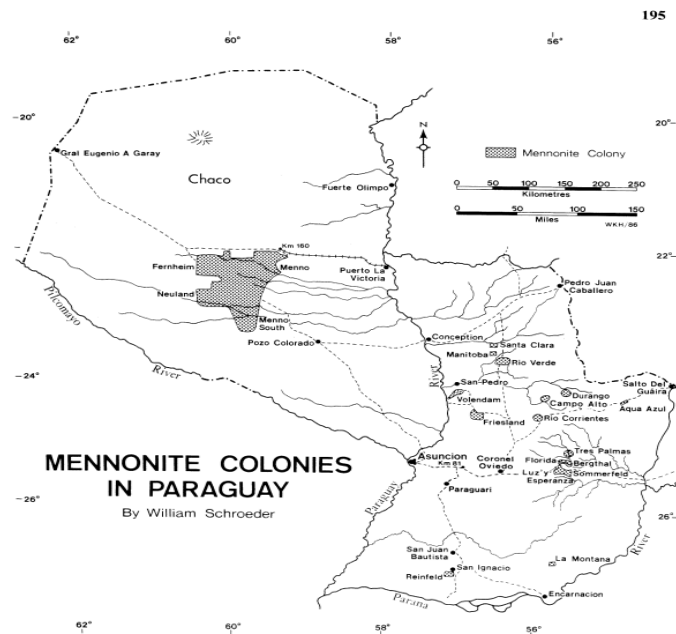 195
62°
60°
58°
56°
20°
20°
Gral Eugenio A Garay
Chaco
Fuerte Olimpo
N
Mennonite Colony
0 50 100 150 200 250
Kilometres
0 50 100 150
Miles
WKH/86
Km 160
22°
Fernheim
Menno
Puerto La
Victoria
Pedro Juan
Caballero
Neuland
Pilcomayo
River
Menno
South
Pozo Colorado
Conception
Santa Clara
Manitoba
Rio Verde
24°
River
San-Pedro
Volendam
Friesland
Durango
Campo Alto
Rio Corrientes
Salto Del
Guaira
Aqua Azul
MENNONITE COLONIES
IN PARAGUAY
By William Schroeder
Asuncion
Km 81
Coronel
Oviedo
Tres Palmas
Florida
Bergthal
Luz'y
Esperanza
Sommerfeld
Paraguari
Paraguay
26°
26°
San Juan
Bautista
San Ignacio
Reinfeld
La Montana
River
Parana
Encarnacion
62°
60°
58°
56°